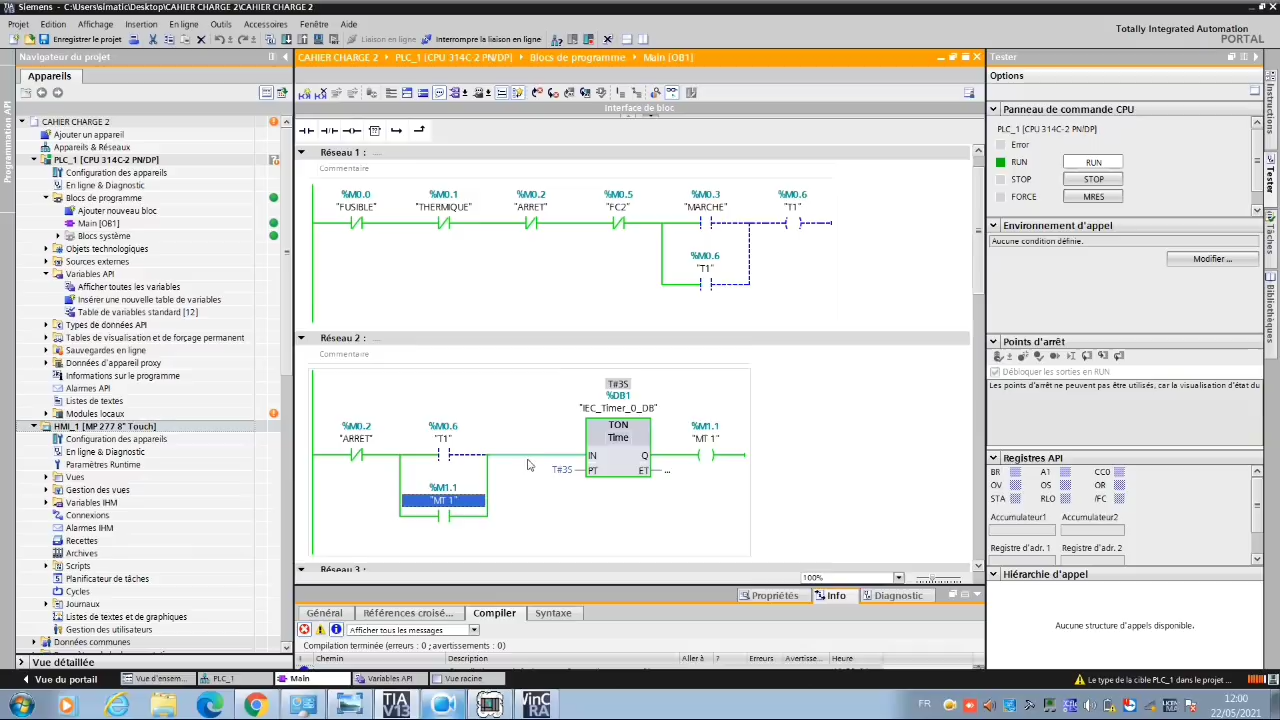 Siemens - C:\Users\simatic\Desktop\CAHIER CHARGE 2\CAHIER CHARGE 2
Projet Edition Affichage Insertion En ligne Outils Accessoires Fenêtre Aide
Totally Integrated Automation
PORTAL
Enregistrer le projet
Liaison en ligne
Interrompre la liaison en ligne
Navigateur du projet
CAHIER CHARGE 2 PLC_1 [CPU 314C-2 PN/DP] Blocs de programme Main [OB1]
Tester
Appareils
Options
Programmation API
Interface de bloc
CAHIER CHARGE 2
Ajouter un appareil
Appareils & Réseaux
PLC_1 [CPU 314C-2 PN/DP]
Configuration des appareils
En ligne & Diagnostic
Blocs de programme
Ajouter nouveau bloc
Main [OB1]
Blocs système
Objets technologiques
Sources externes
Variables API
Afficher toutes les variables
Insérer une nouvelle table de variables
Table de variables standard [12]
Types de données API
Tables de visualisation et de forçage permanent
Sauvegardes en ligne
Données d'appareil proxy
Informations sur le programme
Alarmes API
Listes de textes
Modules locaux
HMI_1 [MP 277 8" Touch]
Configuration des appareils
En ligne & Diagnostic
Paramètres Runtime
Vues
Gestion des vues
Variables IHM
Connexions
Alarmes IHM
Recettes
Archives
Scripts
Planificateur de tâches
Cycles
Journaux
Listes de textes et de graphiques
Gestion des utilisateurs
Données communes
Vue détaillée
Réseau 1 : ....
Commentaire
%M0.0 %M0.1 %M0.2 %M0.5 %M0.3 %M0.6
"FUSIBLE" "THERMIQUE" "ARRET" "FC2" "MARCHE" "T1"
%M0.6
"T1"
Réseau 2 : ....
Commentaire
T#3S
%DB1
"IEC_Timer_0_DB"
%M0.2 %M0.6 TON %M1.1
"ARRET" "T1" Time "MT 1"
IN Q
T#3S PT ET ...
%M1.1
"MT 1"
Réseau 3 :
100%
Propriétés Info Diagnostic
Général Références croisé... Compiler Syntaxe
Afficher tous les messages
Compilation terminée (erreurs : 0 ; avertissements : 0)
! Chemin Description Aller à ? Erreurs Avertisse... Heure
Panneau de commande CPU
PLC_1 [CPU 314C-2 PN/DP]
Error
RUN RUN
STOP STOP
FORCE MRES
Environnement d'appel
Aucune condition définie.
Modifier ...
Points d'arrêt
Débloquer les sorties en RUN
Les points d'arrêt ne peuvent pas être utilisés, car la visualisation d'état du
Registres API
BR A1 CC0
OV OS OR
STA RLO /FC
Accumulateur1 Accumulateur2
Registre d'adr. 1 Registre d'adr. 2
Hiérarchie d'appel
Aucune structure d'appels disponible.
Instructions
Tester
Tâches
Bibliothèques
Vue du portail
Vue d'ensem...
PLC_1
Main
Variables API
Vue racine
Le type de la cible PLC_1 dans le projet ...
TIA
V13
WinCC
RA
FR
12:00
22/05/2021